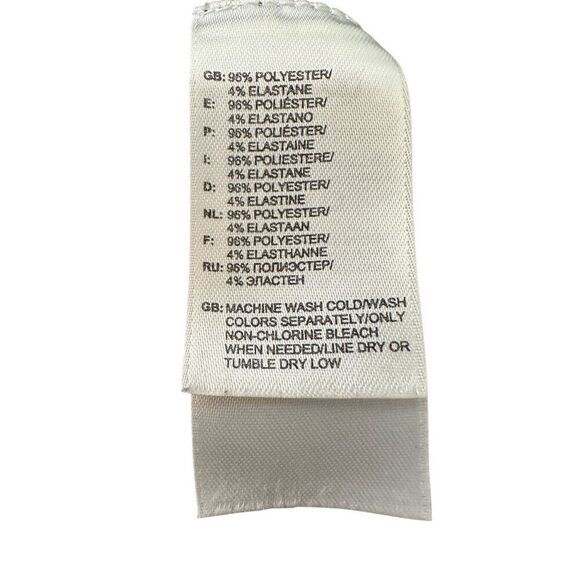 GB: 96% POLYESTER/
4% ELASTANE
E: 96% POLIÉSTER/
4% ELASTANO
P: 96% POLIÉSTER/
4% ELASTAINE
I: 96% POLIESTERE/
4% ELASTANE
D: 96% POLYESTER/
4% ELASTINE
NL: 96% POLYESTER/
4% ELASTAAN
F: 96% POLYESTER/
4% ELASTHANNE
RU: 96% ПОЛИЭСТЕР/
4% ЭЛАСТЕН
GB: MACHINE WASH COLD/WASH
COLORS SEPARATELY/ONLY
NON-CHLORINE BLEACH
WHEN NEEDED/LINE DRY OR
TUMBLE DRY LOW